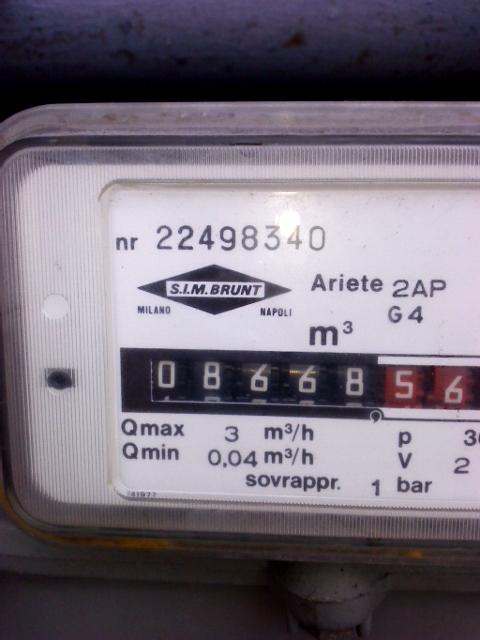 nr 22498340
S.I.M. BRUNT
MILANO NAPOLI
Ariete 2AP
G4
m³
0866856
Qmax 3 m³/h p
Qmin 0,04 m³/h V 2
sovrappr. 1 bar
741977